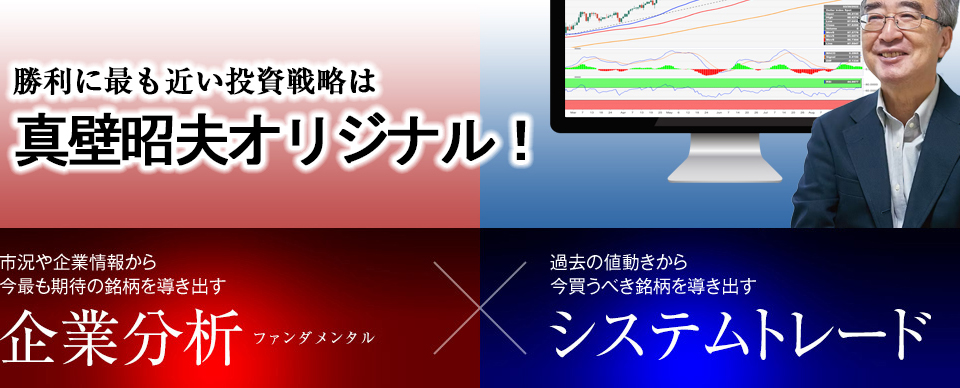 勝利に最も近い投資戦略は
真壁昭夫オリジナル！
市況や企業情報から
今最も期待の銘柄を導き出す
企業分析 ファンダメンタル
過去の値動きから
今買うべき銘柄を導き出す
システムトレード